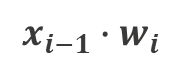 x_{i−1} · w_i